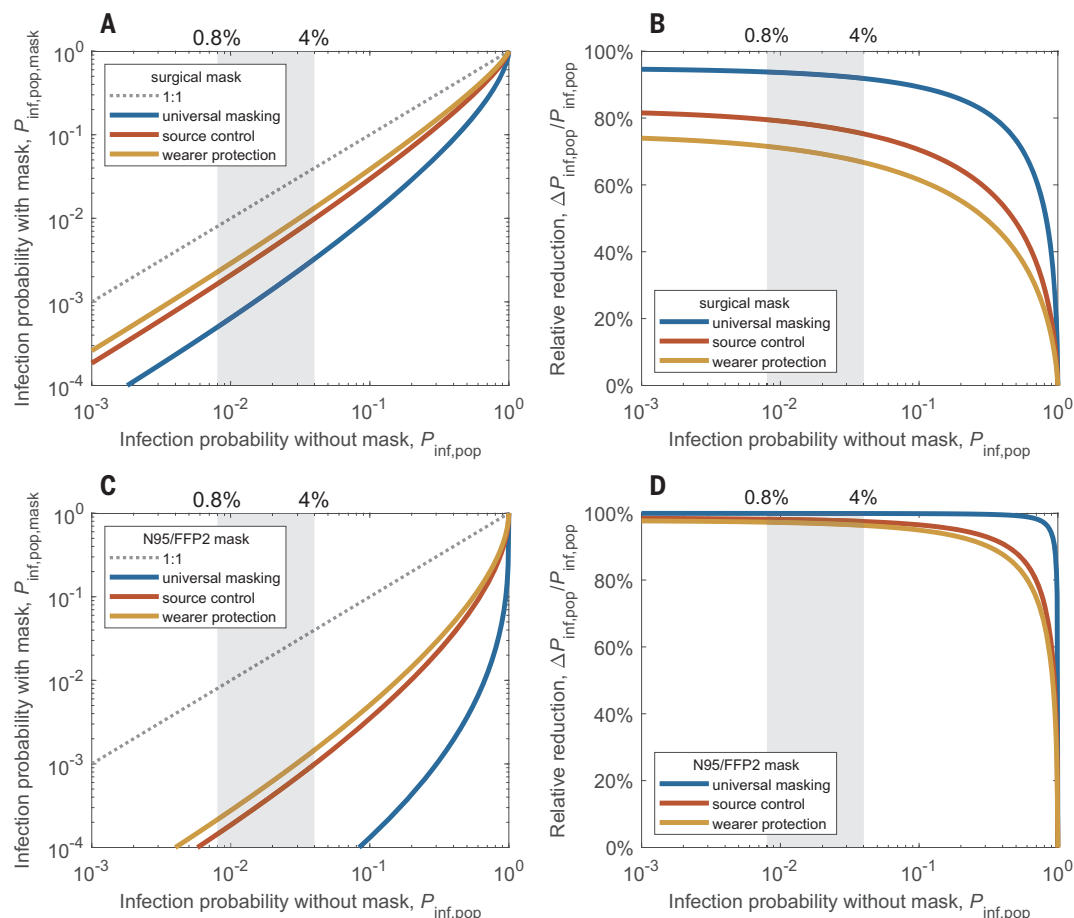 A
0.8% 4%
10^0
10^-1
10^-2
10^-3
10^-4
Infection probability with mask, P_inf,pop,mask
surgical mask
1:1
universal masking
source control
wearer protection
10^-3 10^-2 10^-1 10^0
Infection probability without mask, P_inf,pop
B
0.8% 4%
100%
80%
60%
40%
20%
0%
Relative reduction, ΔP_inf,pop/P_inf,pop
surgical mask
universal masking
source control
wearer protection
10^-3 10^-2 10^-1 10^0
Infection probability without mask, P_inf,pop
C
0.8% 4%
10^0
10^-1
10^-2
10^-3
10^-4
Infection probability with mask, P_inf,pop,mask
N95/FFP2 mask
1:1
universal masking
source control
wearer protection
10^-3 10^-2 10^-1 10^0
Infection probability without mask, P_inf,pop
D
0.8% 4%
100%
80%
60%
40%
20%
0%
Relative reduction, ΔP_inf,pop/P_inf,pop
N95/FFP2 mask
universal masking
source control
wearer protection
10^-3 10^-2 10^-1 10^0
Infection probability without mask, P_inf,pop